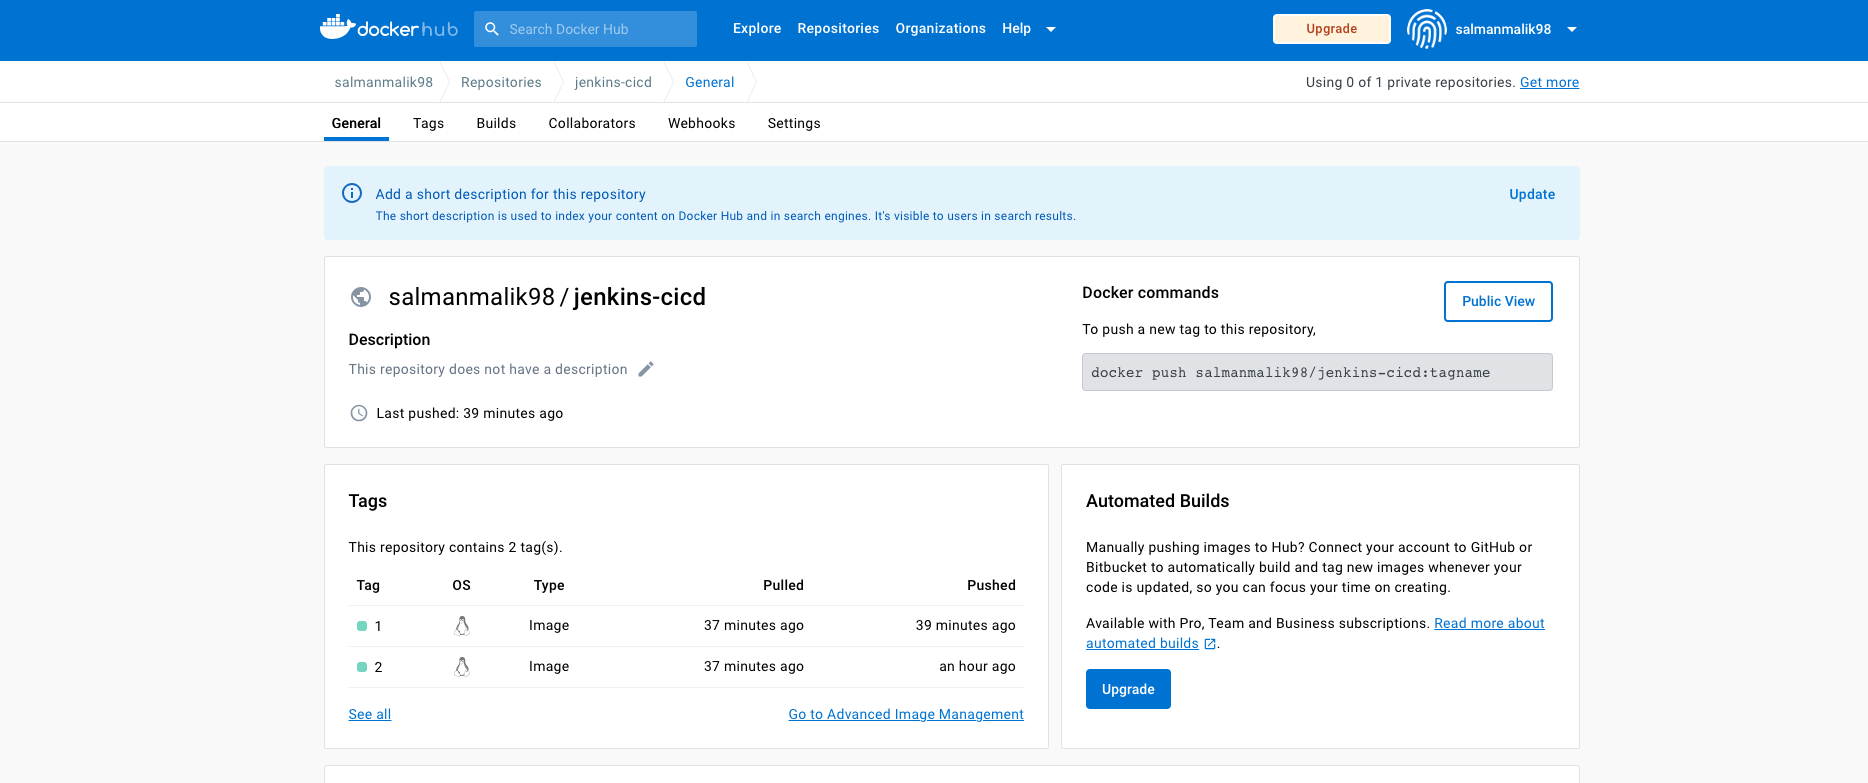 docker hub
Search Docker Hub
Explore Repositories Organizations Help
Upgrade
salmanmalik98
salmanmalik98 Repositories jenkins-cicd General
Using 0 of 1 private repositories. Get more
General Tags Builds Collaborators Webhooks Settings
Add a short description for this repository
The short description is used to index your content on Docker Hub and in search engines. It's visible to users in search results.
Update
salmanmalik98 / jenkins-cicd
Description
This repository does not have a description
Last pushed: 39 minutes ago
Docker commands
Public View
To push a new tag to this repository,
docker push salmanmalik98/jenkins-cicd:tagname
Tags
This repository contains 2 tag(s).
Tag OS Type Pulled Pushed
1 Image 37 minutes ago 39 minutes ago
2 Image 37 minutes ago an hour ago
See all
Go to Advanced Image Management
Automated Builds
Manually pushing images to Hub? Connect your account to GitHub or
Bitbucket to automatically build and tag new images whenever your
code is updated, so you can focus your time on creating.
Available with Pro, Team and Business subscriptions. Read more about
automated builds.
Upgrade